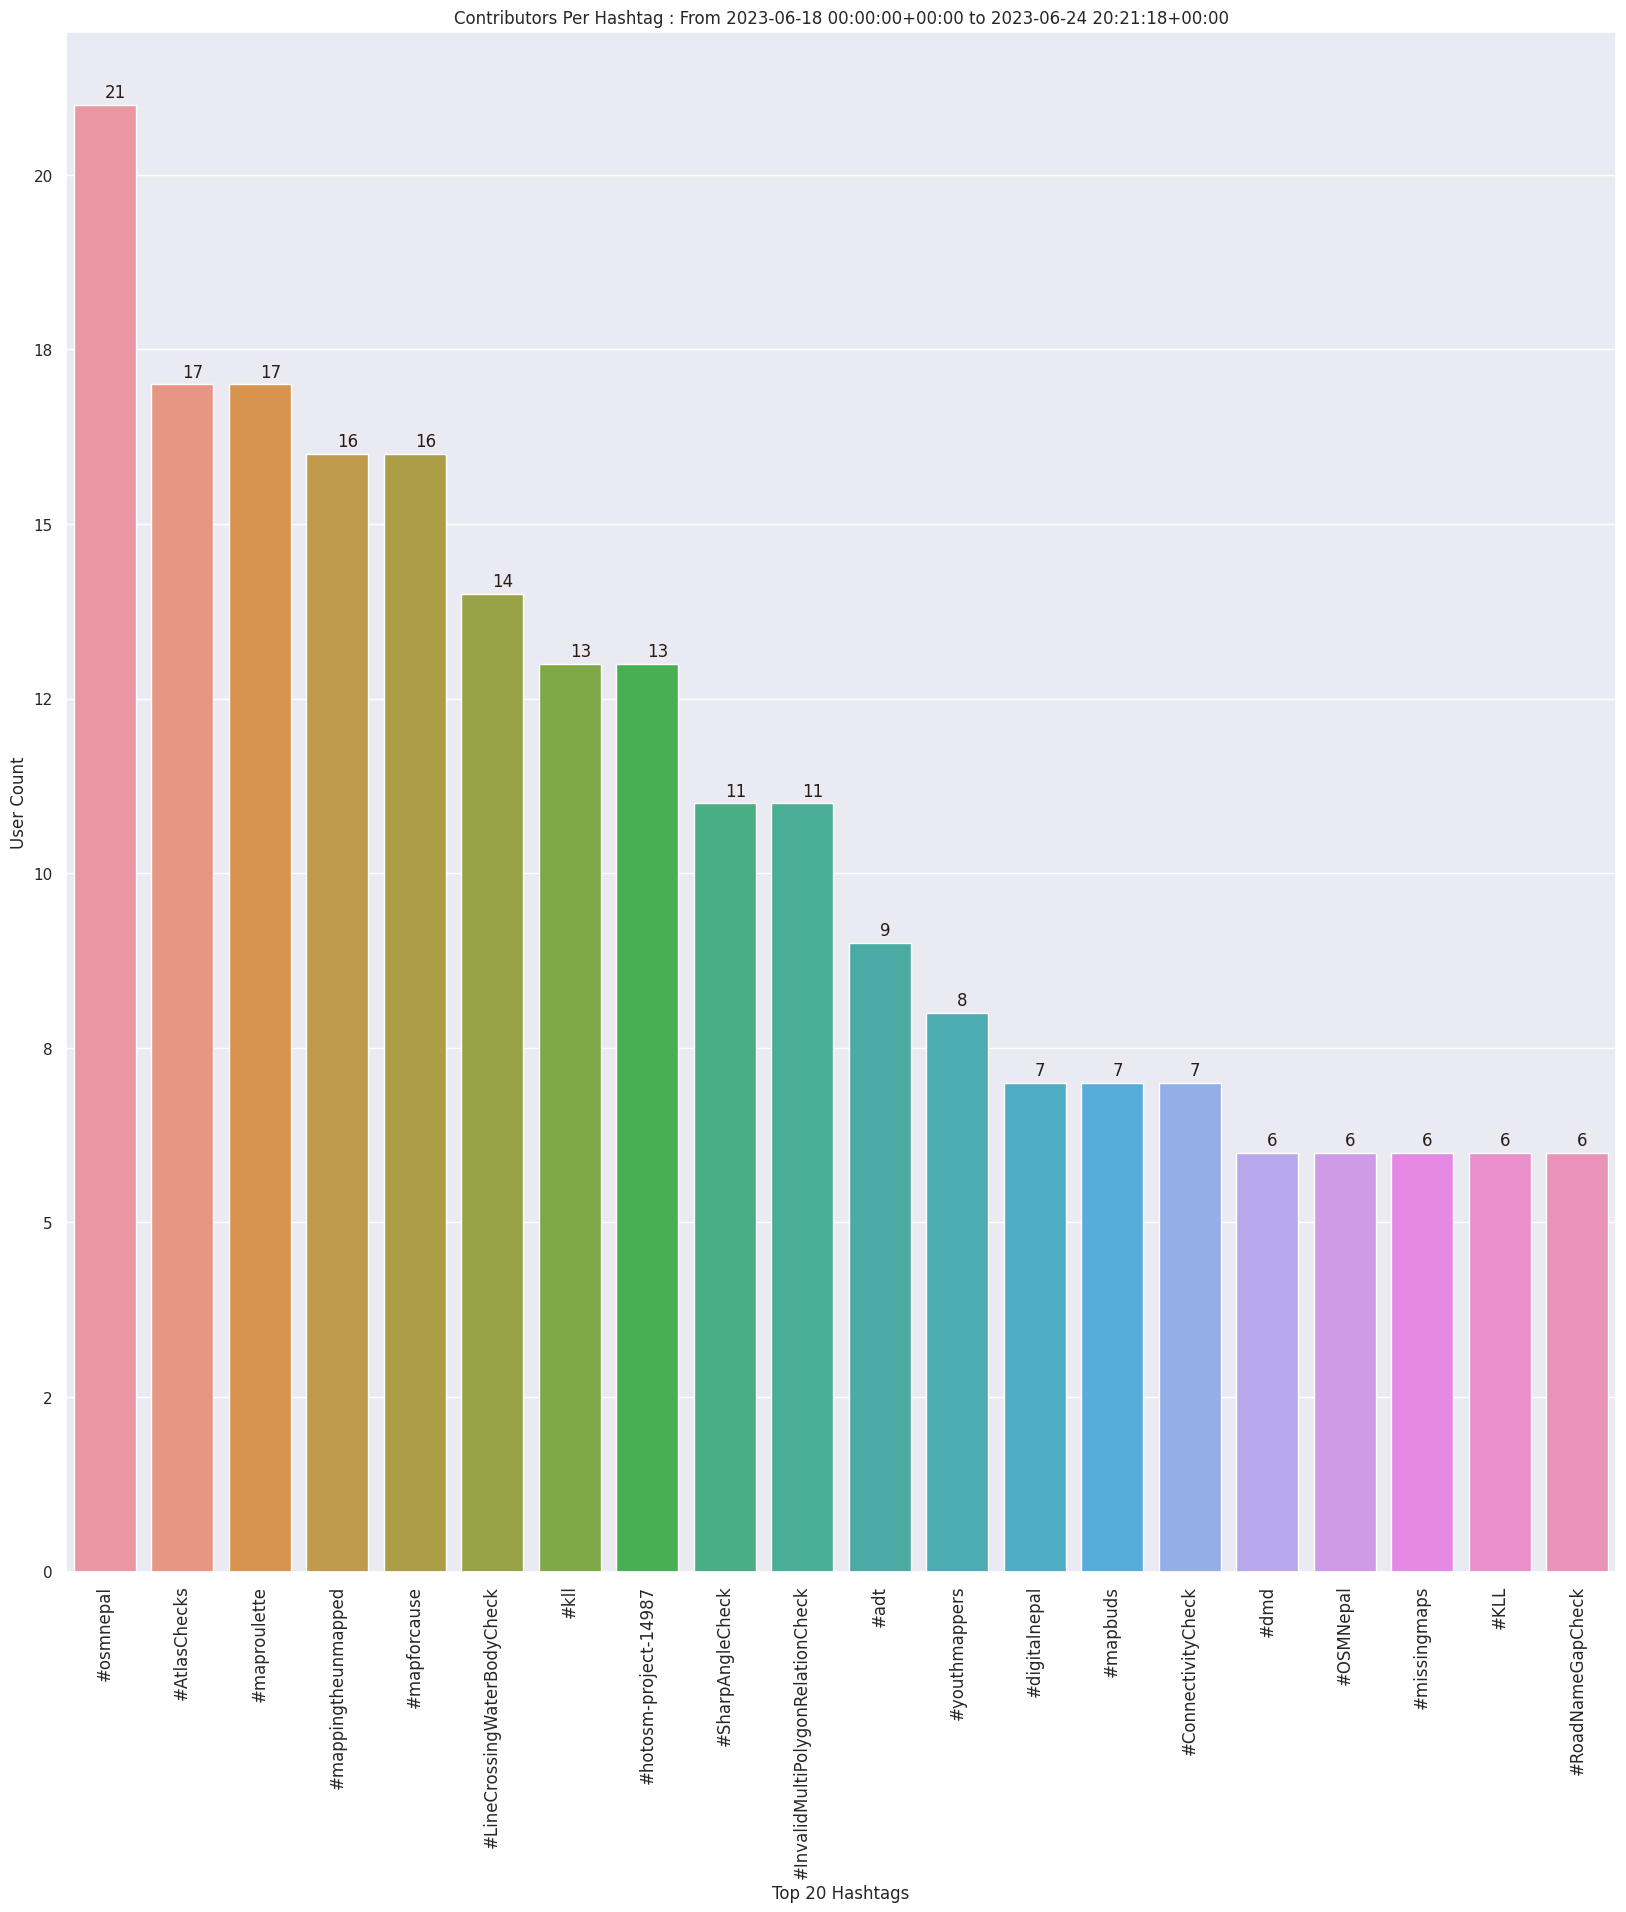 Contributors Per Hashtag : From 2023-06-18 00:00:00+00:00 to 2023-06-24 20:21:18+00:00
21
17
17
16
16
14
13
13
11
11
9
8
7
7
7
6
6
6
6
6
20
18
15
12
10
8
5
2
0
User Count
#osmnepal
#AtlasChecks
#maproulette
#mappingtheunmapped
#mapforcause
#LineCrossingWaterBodyCheck
#kll
#hotosm-project-14987
#SharpAngleCheck
#InvalidMultiPolygonRelationCheck
#adt
#youthmappers
#digitalnepal
#mapbuds
#ConnectivityCheck
#dmd
#OSMNepal
#missingmaps
#KLL
#RoadNameGapCheck
Top 20 Hashtags